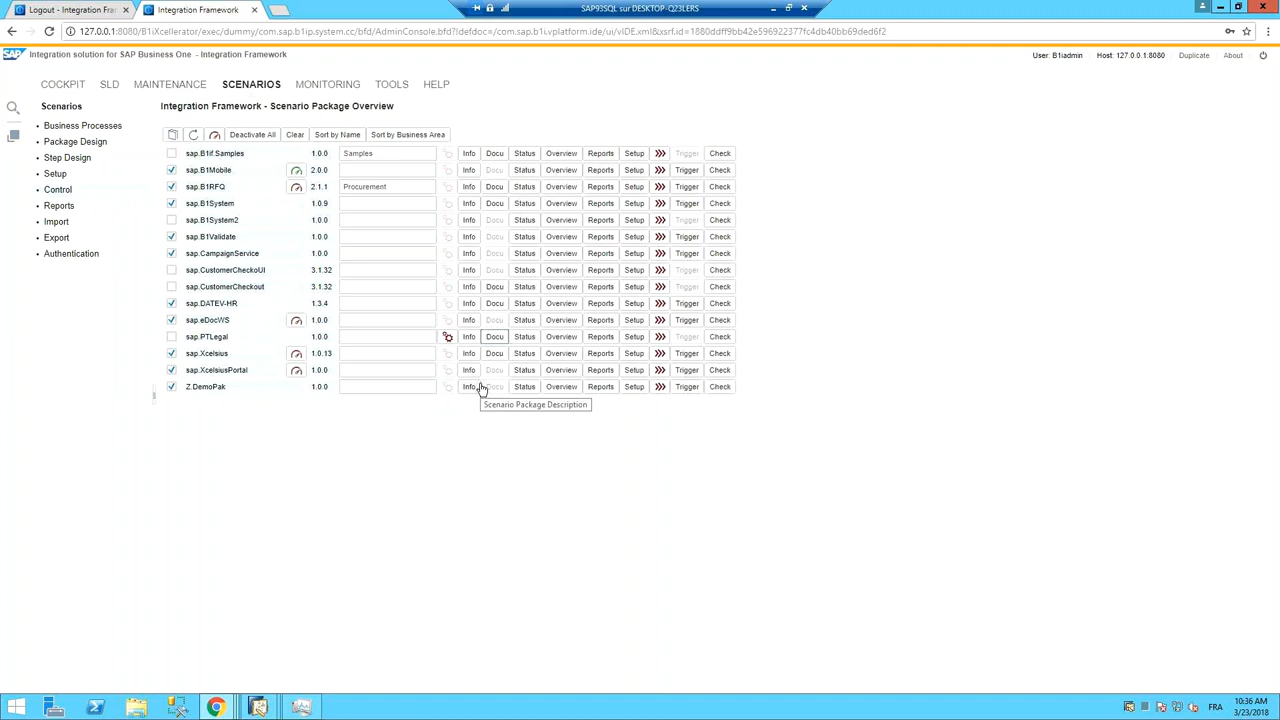 Logout - Integration Fra
Integration Framework
SAP93SQL sur DESKTOP-Q23LERS
127.0.0.1:8080/B1iXcellerator/exec/dummy/com.sap.b1ip.system.cc/bfd/AdminConsole.bfd?!defdoc=/com.sap.b1i.vplatform.ide/ui/vIDE.xml&xsrf.id=1880ddff2bfb42e596922377fc4db40bb69ded6f2
SAP Integration solution for SAP Business One - Integration Framework
User: B1iadmin Host: 127.0.0.1:8080 Duplicate About
COCKPIT SLD MAINTENANCE SCENARIOS MONITORING TOOLS HELP
Scenarios
Business Processes
Package Design
Step Design
Setup
Control
Reports
Import
Export
Authentication
Integration Framework - Scenario Package Overview
Deactivate All Clear Sort by Name Sort by Business Area
sap.B1if.Samples 1.0.0 Samples Info Docu Status Overview Reports Setup Trigger Check
sap.B1Mobile 2.0.0 Info Docu Status Overview Reports Setup Trigger Check
sap.B1RFQ 2.1.1 Procurement Info Docu Status Overview Reports Setup Trigger Check
sap.B1System 1.0.9 Info Docu Status Overview Reports Setup Trigger Check
sap.B1System2 1.0.0 Info Docu Status Overview Reports Setup Trigger Check
sap.B1Validate 1.0.0 Info Docu Status Overview Reports Setup Trigger Check
sap.CampaignService 1.0.0 Info Docu Status Overview Reports Setup Trigger Check
sap.CustomerCheckoUI 3.1.32 Info Docu Status Overview Reports Setup Trigger Check
sap.CustomerCheckout 3.1.32 Info Docu Status Overview Reports Setup Trigger Check
sap.DATEV-HR 1.3.4 Info Docu Status Overview Reports Setup Trigger Check
sap.eDocWS 1.0.0 Info Docu Status Overview Reports Setup Trigger Check
sap.PTLegal 1.0.0 Info Docu Status Overview Reports Setup Trigger Check
sap.Xcelsius 1.0.13 Info Docu Status Overview Reports Setup Trigger Check
sap.XcelsiusPortal 1.0.0 Info Docu Status Overview Reports Setup Trigger Check
Z.DemoPak 1.0.0 Info Docu Status Overview Reports Setup Trigger Check
Scenario Package Description
FRA
10:36 AM
3/23/2018